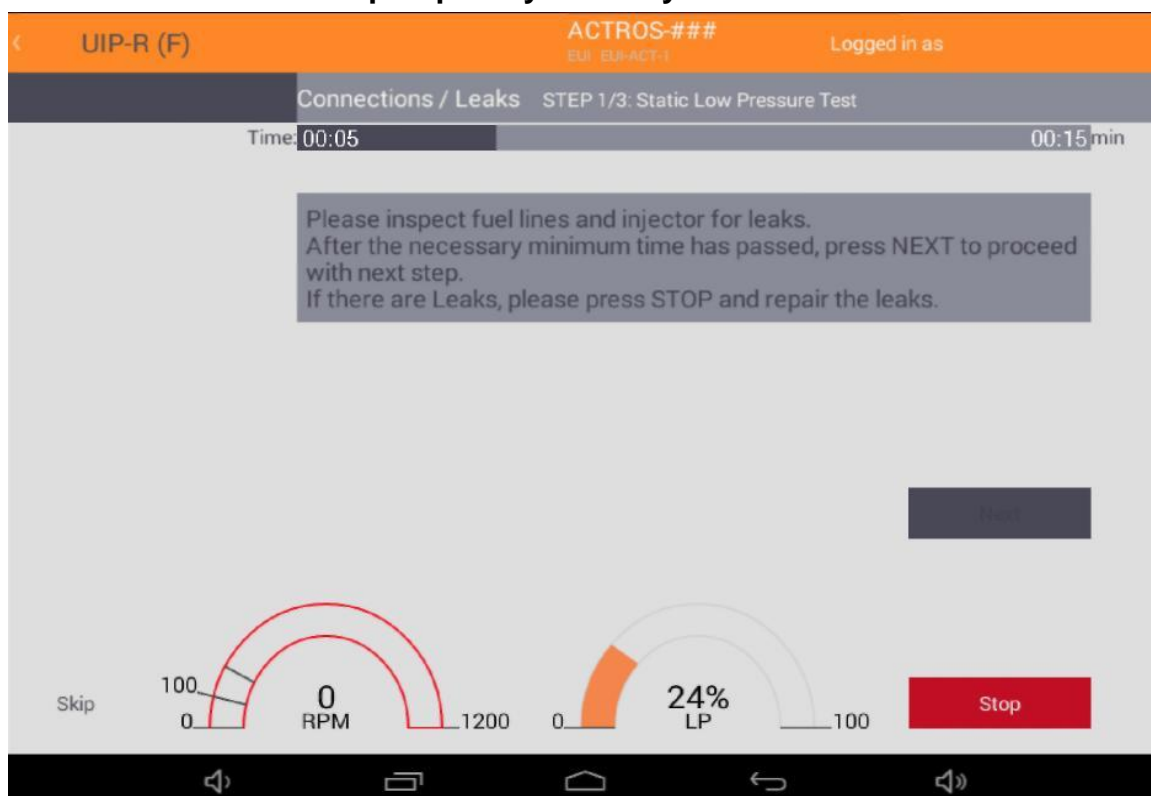 UIP-R (F)
ACTROS-###
EUI EUI-ACT-1
Logged in as
Connections / Leaks STEP 1/3: Static Low Pressure Test
Time: 00:05 00:15 min
Please inspect fuel lines and injector for leaks.
After the necessary minimum time has passed, press NEXT to proceed
with next step.
If there are Leaks, please press STOP and repair the leaks.
Next
Skip
100
0
0
RPM
1200
0
24%
LP
100
Stop